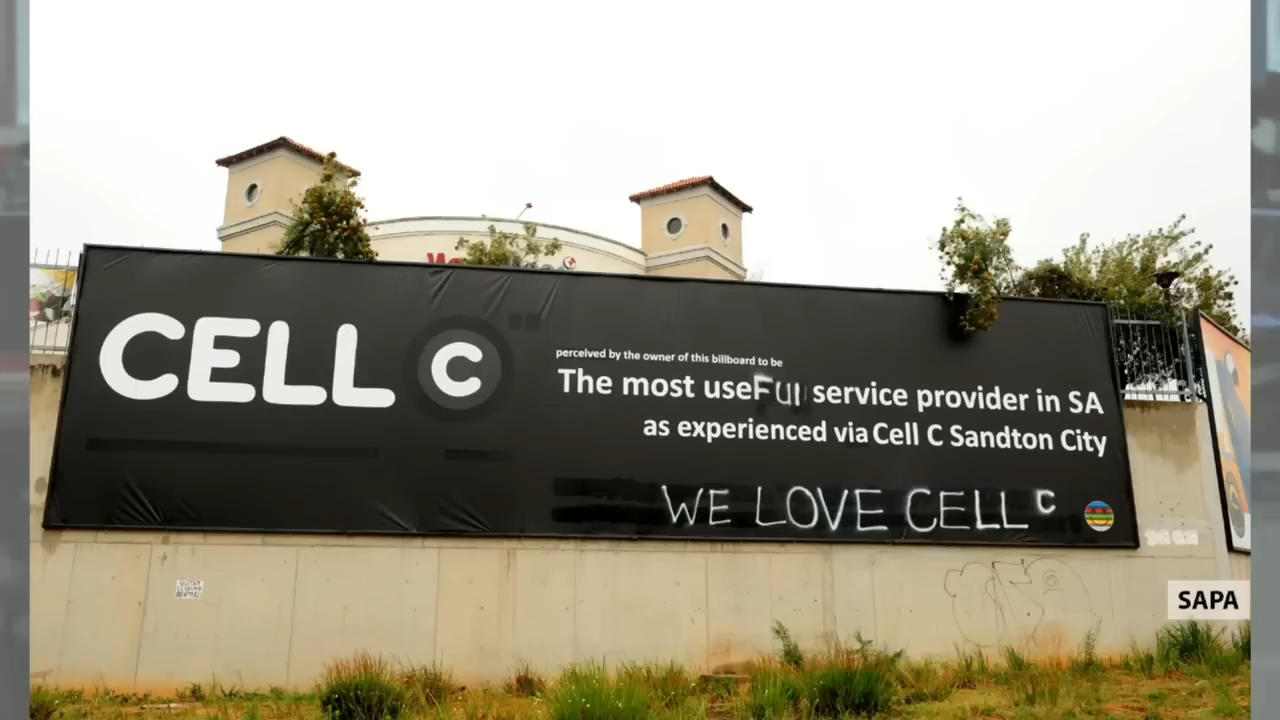 CELL C
perceived by the owner of this billboard to be
The most useFul service provider in SA
as experienced via Cell C Sandton City
WE LOVE CELL C
SAPA